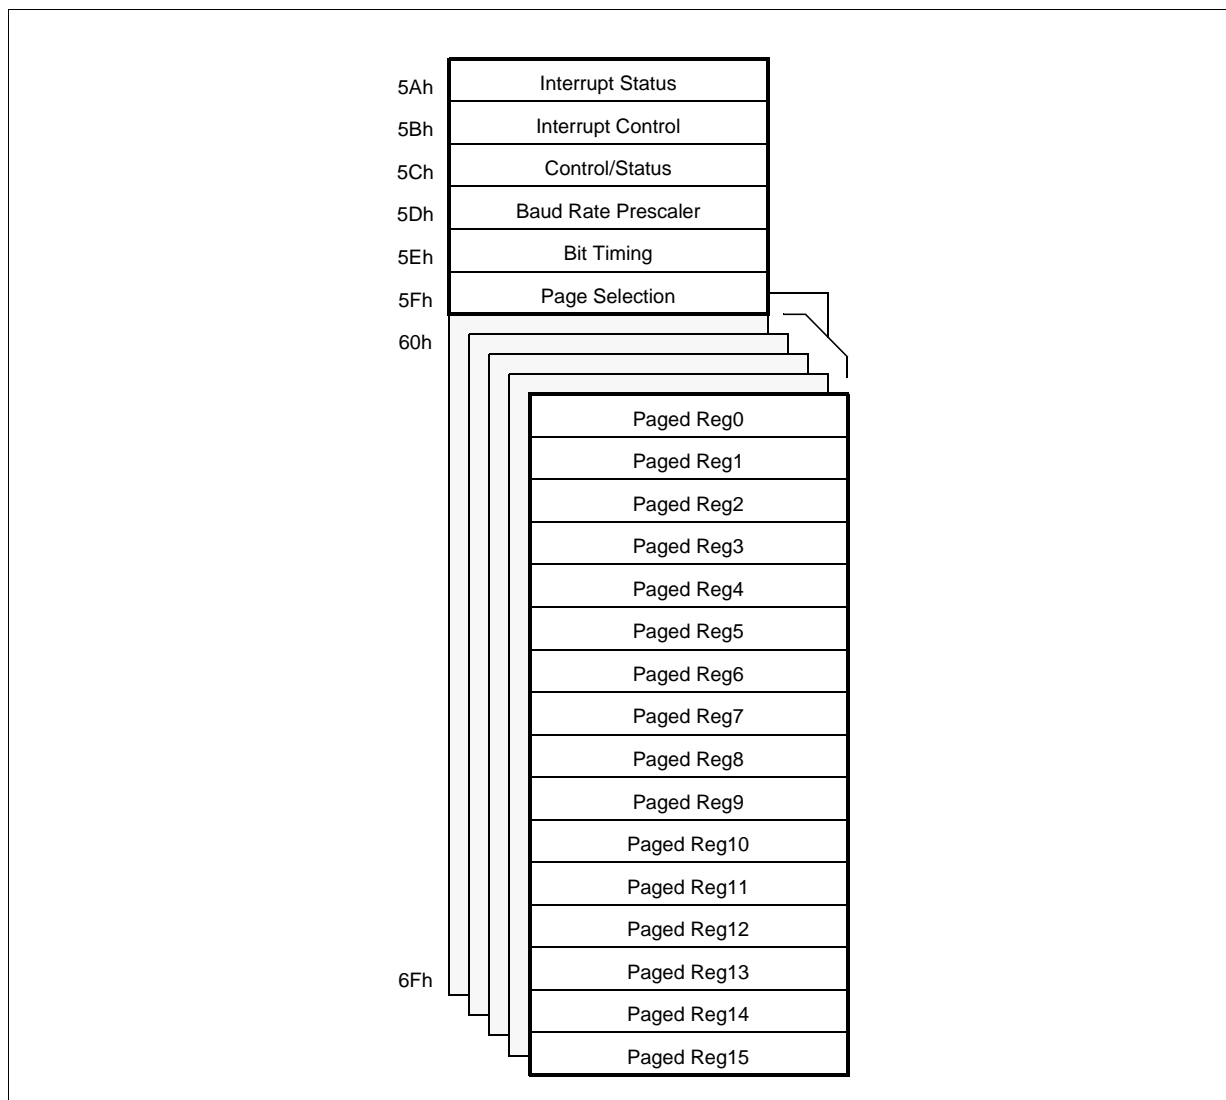 5Ah Interrupt Status
5Bh Interrupt Control
5Ch Control/Status
5Dh Baud Rate Prescaler
5Eh Bit Timing
5Fh Page Selection
60h
Paged Reg0
Paged Reg1
Paged Reg2
Paged Reg3
Paged Reg4
Paged Reg5
Paged Reg6
Paged Reg7
Paged Reg8
Paged Reg9
Paged Reg10
Paged Reg11
Paged Reg12
6Fh Paged Reg13
Paged Reg14
Paged Reg15